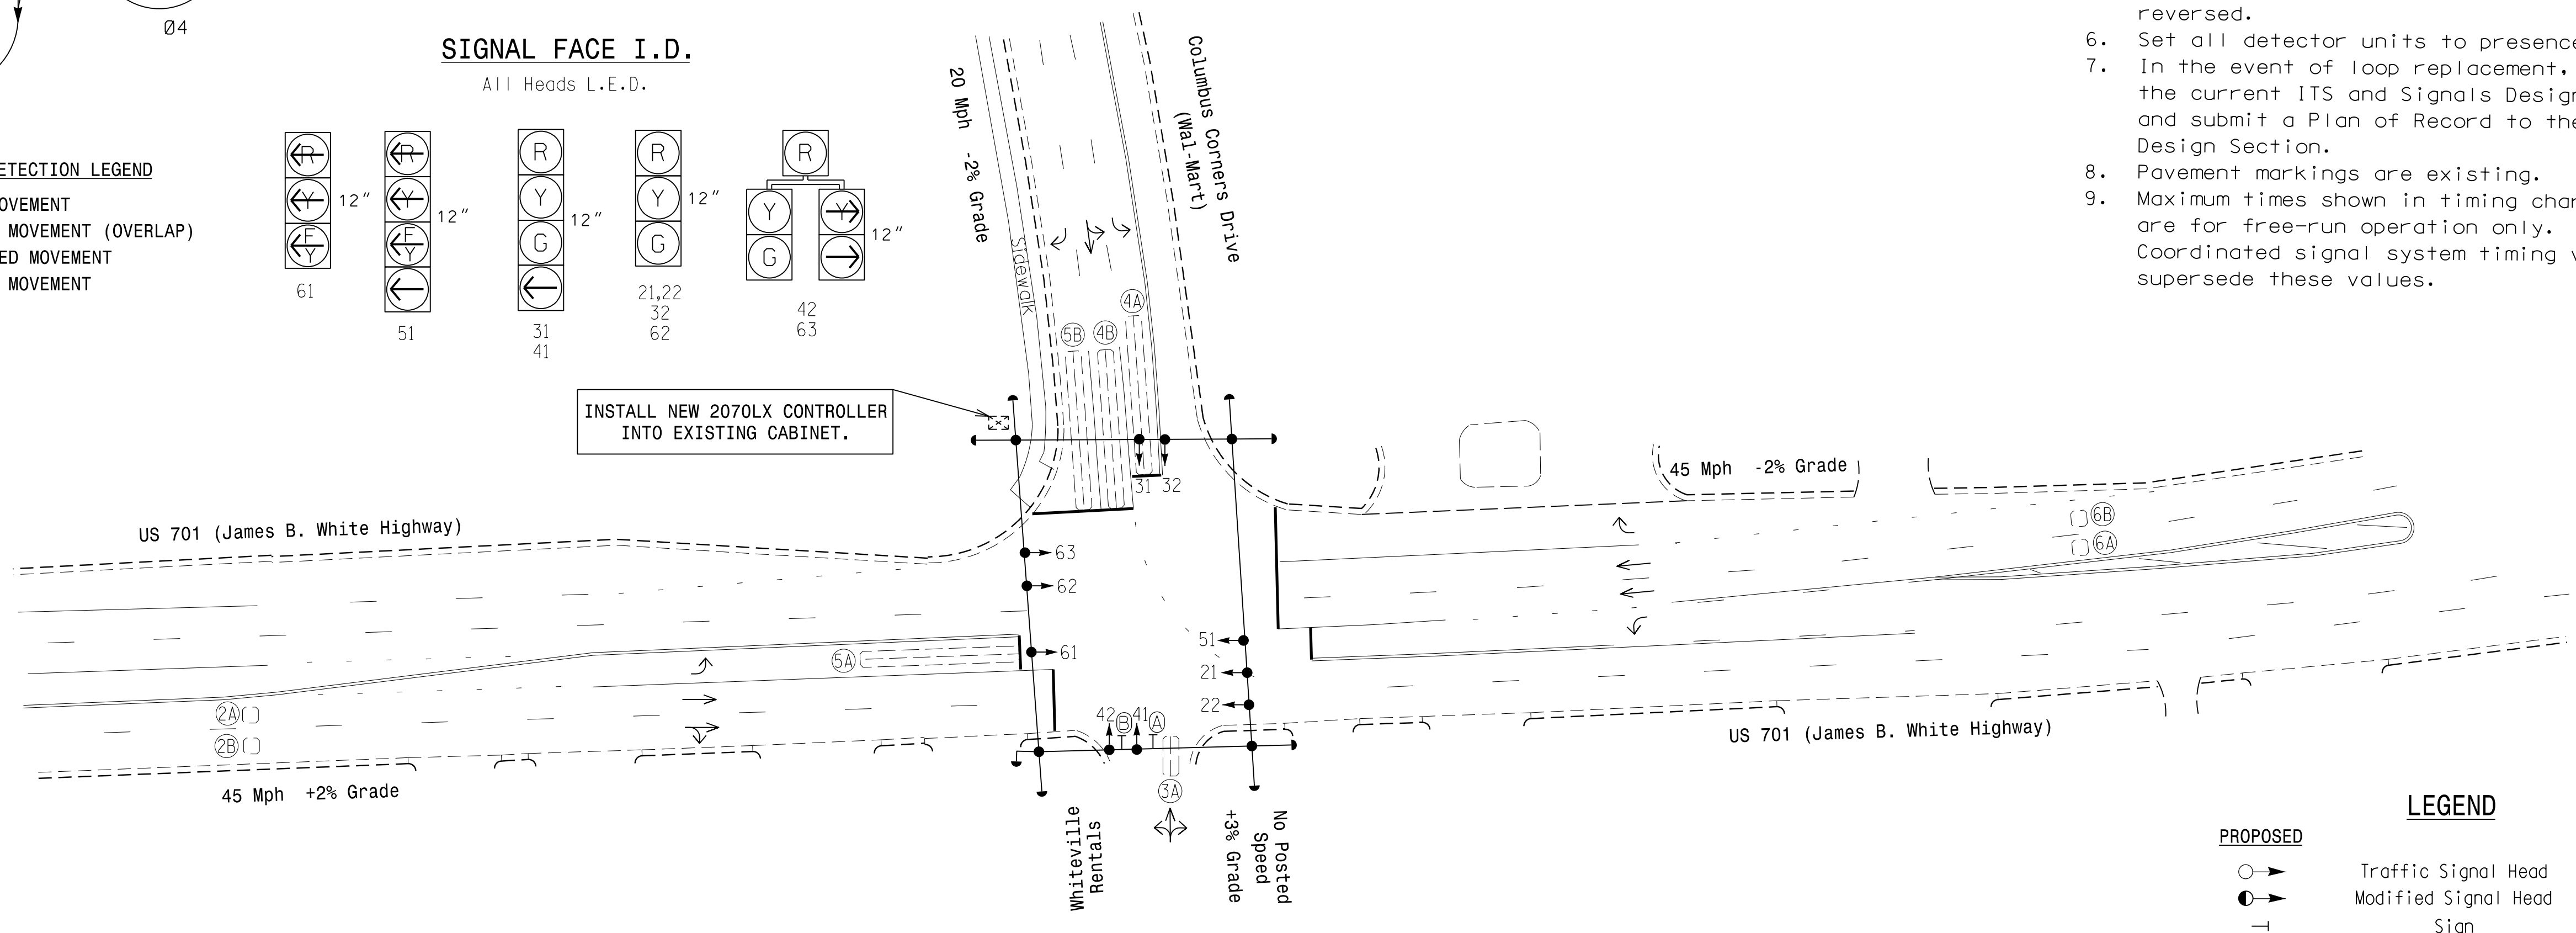 Ø4
SIGNAL FACE I.D.
All Heads L.E.D.
ETECTION LEGEND
OVEMENT
MOVEMENT (OVERLAP)
ED MOVEMENT
MOVEMENT
R
Y
F
Y
12"
61
R
Y
F
Y
12"
51
R
Y
G
12"
31
41
R
Y
G
12"
21,22
32
62
R
Y
Y
G
12"
42
63
reversed.
6. Set all detector units to presence
7. In the event of loop replacement,
the current ITS and Signals Design
and submit a Plan of Record to the
Design Section.
8. Pavement markings are existing.
9. Maximum times shown in timing char
are for free-run operation only.
Coordinated signal system timing v
supersede these values.
20 Mph -2% Grade
Sidewalk
Columbus Corners Drive
(Wal-Mart)
5B
4B
4A
INSTALL NEW 2070LX CONTROLLER
INTO EXISTING CABINET.
31 32
45 Mph -2% Grade
6B
6A
US 701 (James B. White Highway)
63
62
61
5A
51
21
22
2A
2B
42 B 41 A
3A
US 701 (James B. White Highway)
45 Mph +2% Grade
Whiteville
Rentals
+3% Grade
No Posted
Speed
LEGEND
PROPOSED
Traffic Signal Head
Modified Signal Head
Sign